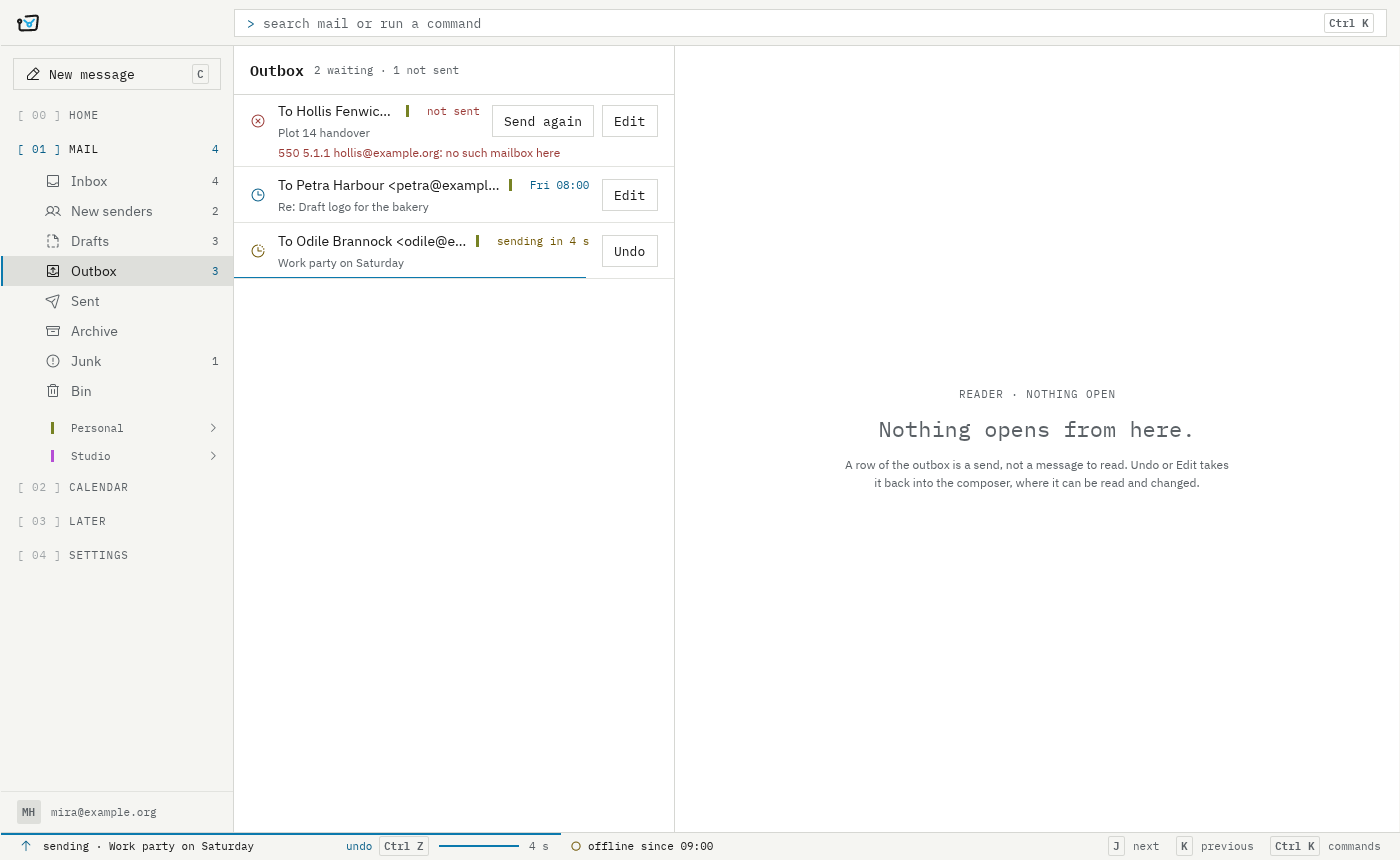 > search mail or run a command Ctrl K
New message C
[ 00 ] HOME
[ 01 ] MAIL 4
Inbox 4
New senders 2
Drafts 3
Outbox 3
Sent
Archive
Junk 1
Bin
Personal
Studio
[ 02 ] CALENDAR
[ 03 ] LATER
[ 04 ] SETTINGS
MH mira@example.org
Outbox 2 waiting · 1 not sent
To Hollis Fenwic... not sent Send again Edit
Plot 14 handover
550 5.1.1 hollis@example.org: no such mailbox here
To Petra Harbour <petra@exampl... Fri 08:00 Edit
Re: Draft logo for the bakery
To Odile Brannock <odile@e... sending in 4 s Undo
Work party on Saturday
READER · NOTHING OPEN
Nothing opens from here.
A row of the outbox is a send, not a message to read. Undo or Edit takes
it back into the composer, where it can be read and changed.
sending · Work party on Saturday undo Ctrl Z 4 s offline since 09:00 J next K previous Ctrl K commands